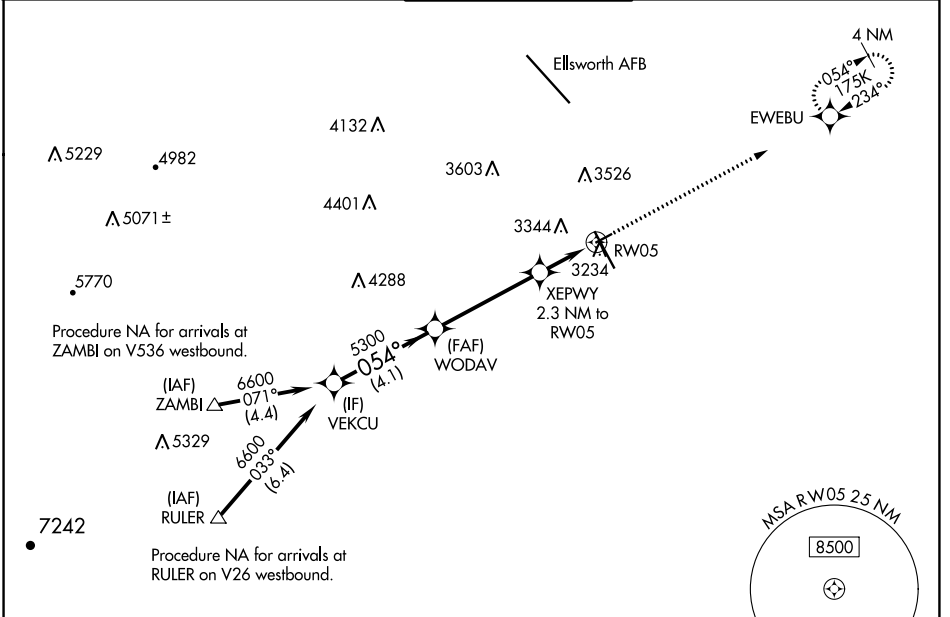 4 NM
Ellsworth AFB
054°
175K
234°
EWEBU
4132
5229
4982
3603
3526
4401
5071±
3344
RW05
3234
4288
5770
XEPWY
2.3 NM to
RW05
Procedure NA for arrivals at
ZAMBI on V536 westbound.
5300
054°
(4.1)
(FAF)
WODAV
(IAF)
ZAMBI
6600
071°
(4.4)
(IF)
VEKCU
5329
6600
033°
(6.4)
(IAF)
RULER
7242
Procedure NA for arrivals at
RULER on V26 westbound.
MSA RW05 25 NM
8500